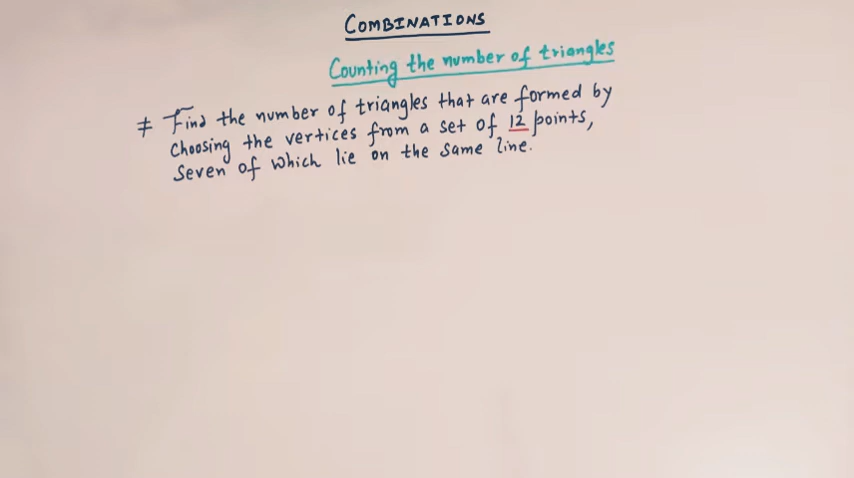 COMBINATIONS
Counting the number of triangles
≠ Find the number of triangles that are formed by
choosing the vertices from a set of 12 points,
Seven of which lie on the same line.